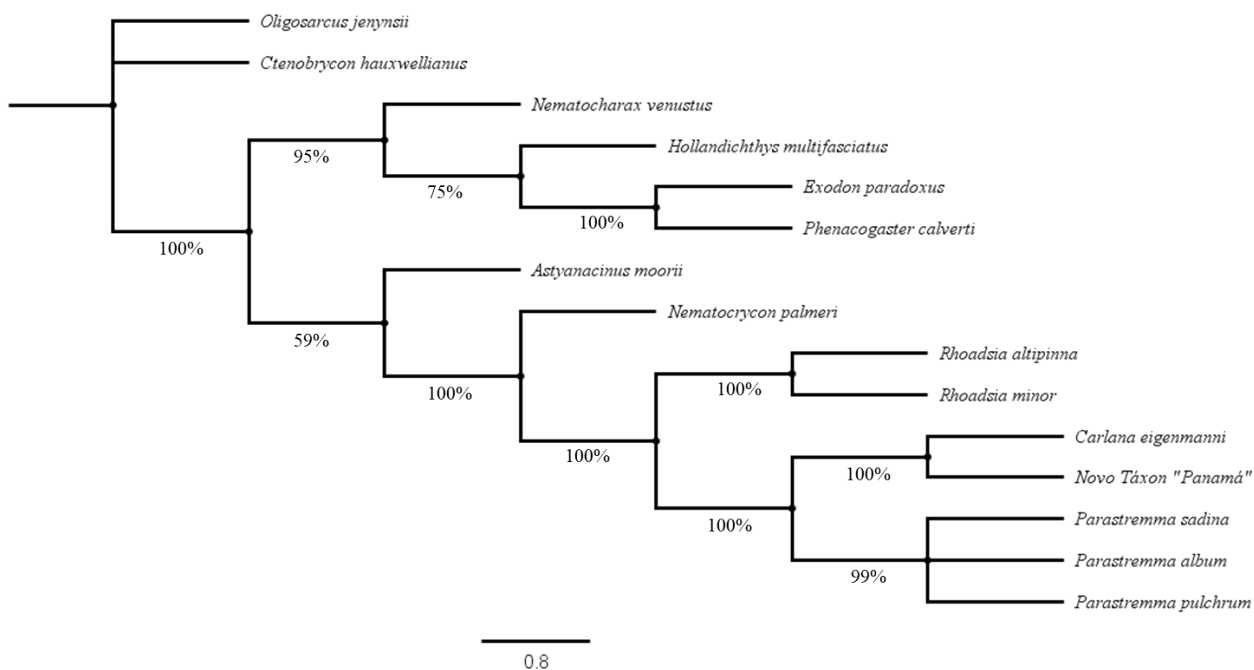 Oligosarcus jenynsii
Ctenobrycon hauxwellianus
Nematocharax venustus
95%
Hollandichthys multifasciatus
75%
Exodon paradoxus
100%
Phenacogaster calverti
100%
Astyanacinus moorii
59%
Nematocrycon palmeri
100%
Rhoadsia altipinna
100%
Rhoadsia minor
100%
Carlana eigenmanni
100%
Novo Táxon "Panamá"
100%
Parastremma sadina
Parastremma album
99%
Parastremma pulchrum
0.8